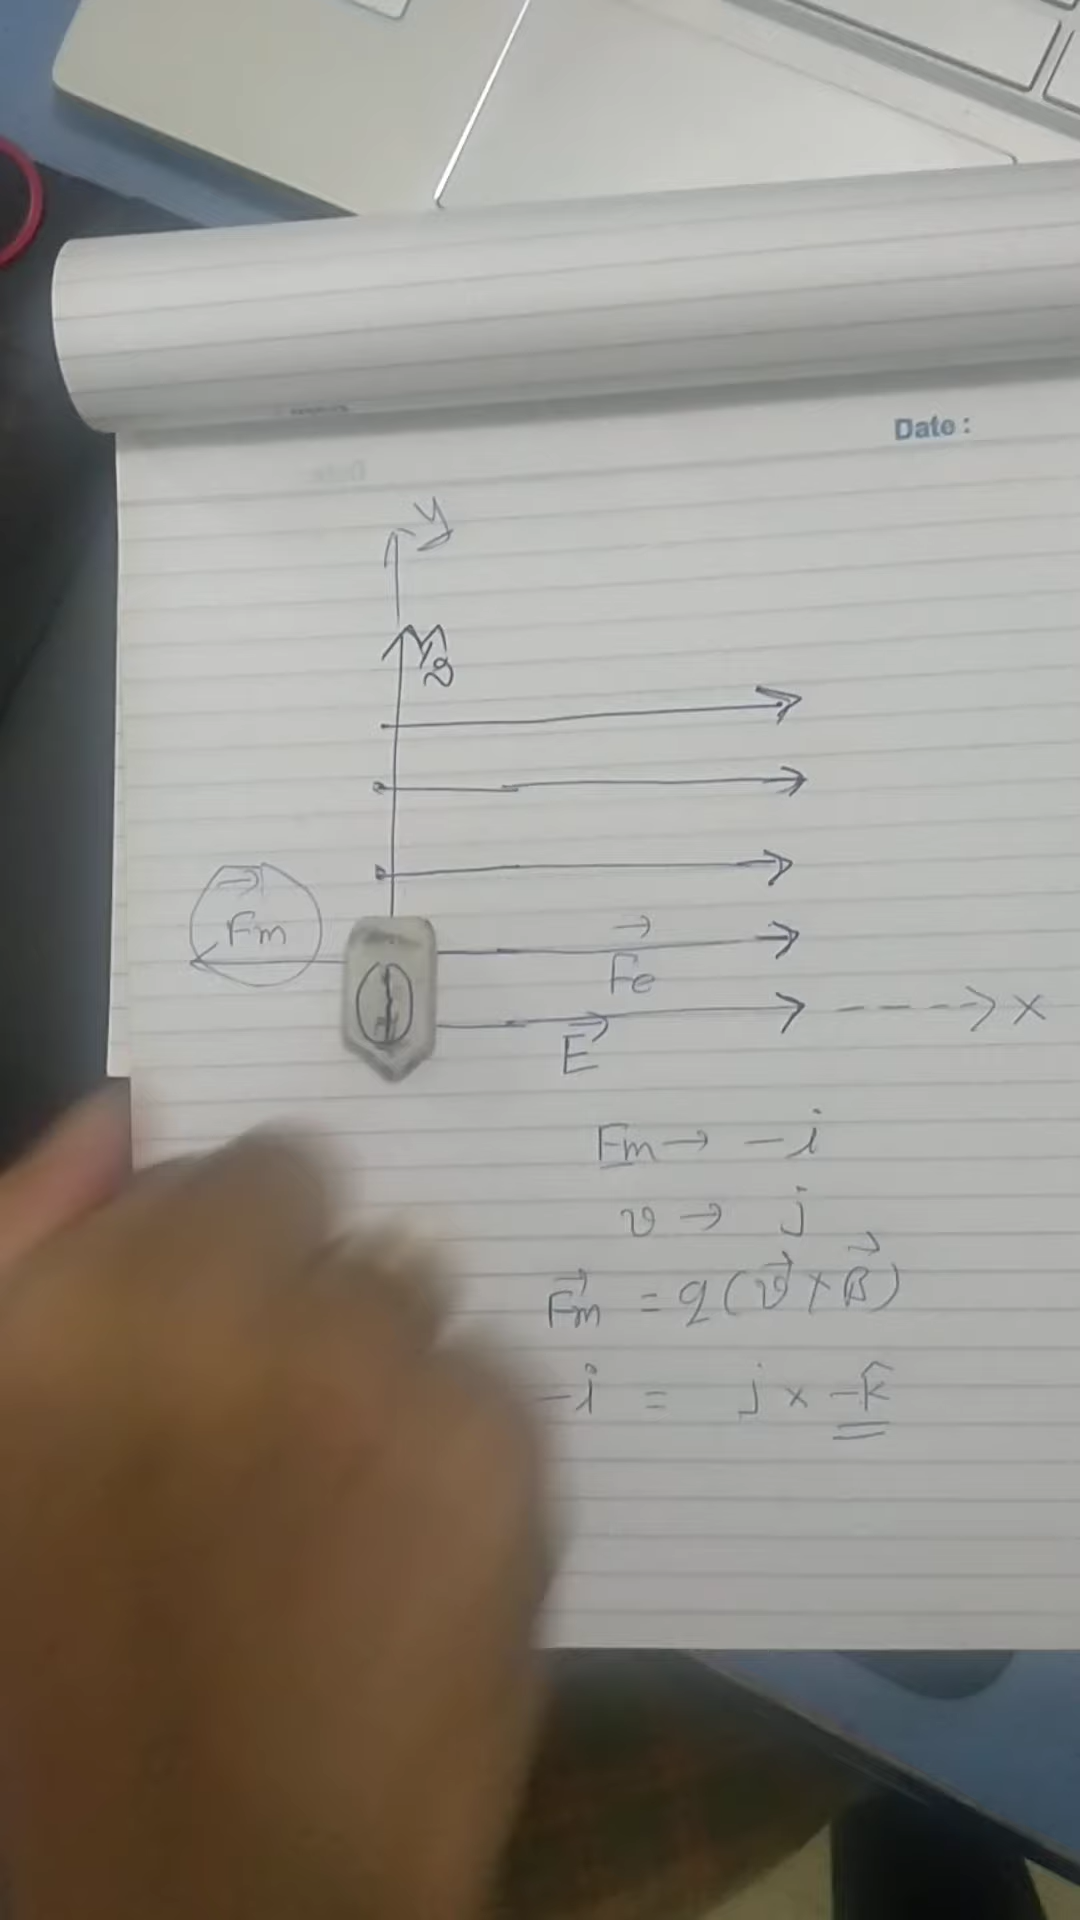 Date :
y
v
Fm
Fe
E
x
Fm → - i
v → j
Fm = q ( v × B )
- i = j × - k̂